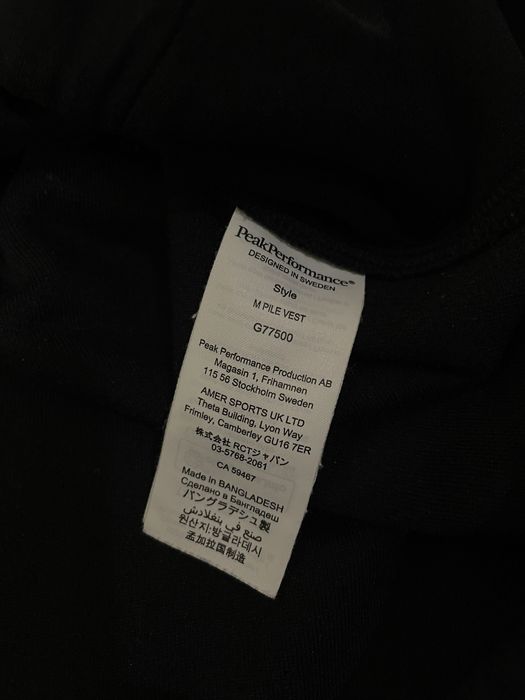 PeakPerformance®
DESIGNED IN SWEDEN
Style
M PILE VEST
G77500
Peak Performance Production AB
Magasin 1, Frihamnen
115 56 Stockholm Sweden
AMER SPORTS UK LTD
Theta Building, Lyon Way
Frimley, Camberley GU16 7ER
株式会社RCTジャパン
03-5768-2061
CA 59467
Made in BANGLADESH
Сделано в Бангладеш
バングラデシュ製
صنع في بنغلادش
원산지:방글라데시
孟加拉国制造